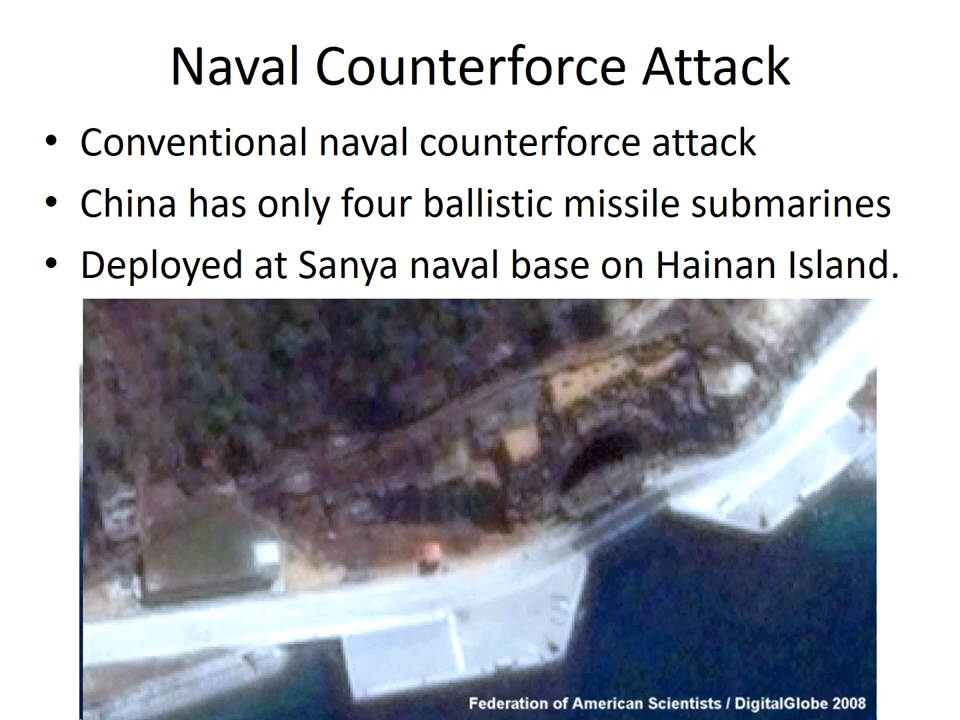 Naval Counterforce Attack
• Conventional naval counterforce attack
• China has only four ballistic missile submarines
• Deployed at Sanya naval base on Hainan Island.
Federation of American Scientists / DigitalGlobe 2008